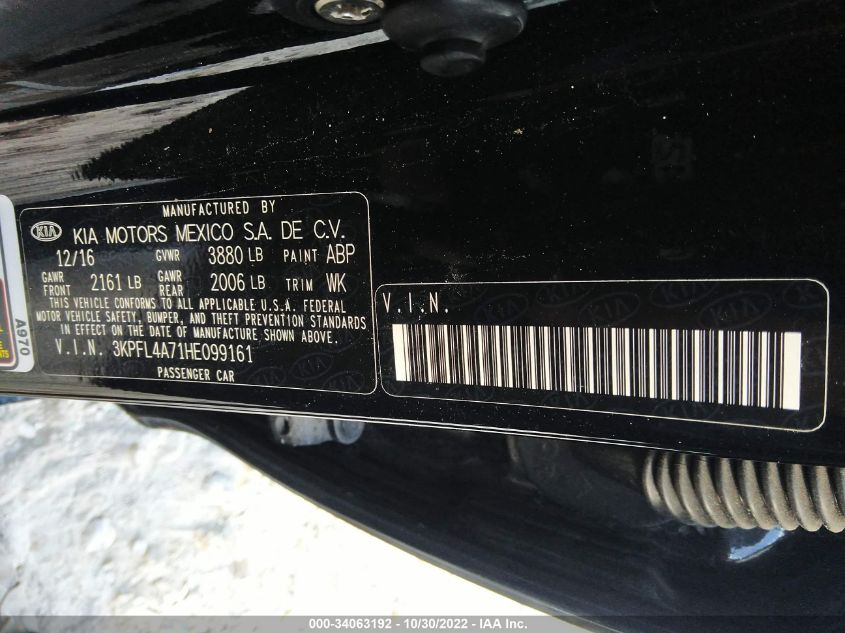 MANUFACTURED BY
KIA KIA MOTORS MEXICO S.A. DE C.V.
12/16 GVWR 3880 LB PAINT ABP
GAWR FRONT 2161 LB GAWR REAR 2006 LB TRIM WK
THIS VEHICLE CONFORMS TO ALL APPLICABLE U.S.A. FEDERAL
MOTOR VEHICLE SAFETY, BUMPER, AND THEFT PREVENTION STANDARDS
IN EFFECT ON THE DATE OF MANUFACTURE SHOWN ABOVE.
V.I.N. 3KPFL4A71HE099161
PASSENGER CAR
V.I.N.
A970
000-34063192 - 10/30/2022 - IAA Inc.